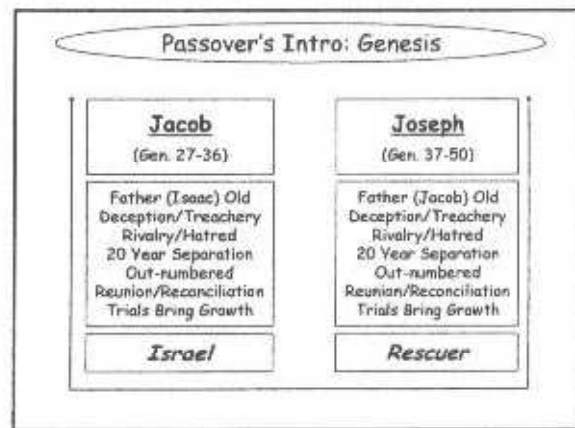 Passover's Intro: Genesis
Jacob
(Gen. 27-36)
Father (Isaac) Old
Deception/Treachery
Rivalry/Hatred
20 Year Separation
Out-numbered
Reunion/Reconciliation
Trials Bring Growth
Israel
Joseph
(Gen. 37-50)
Father (Jacob) Old
Deception/Treachery
Rivalry/Hatred
20 Year Separation
Out-numbered
Reunion/Reconciliation
Trials Bring Growth
Rescuer